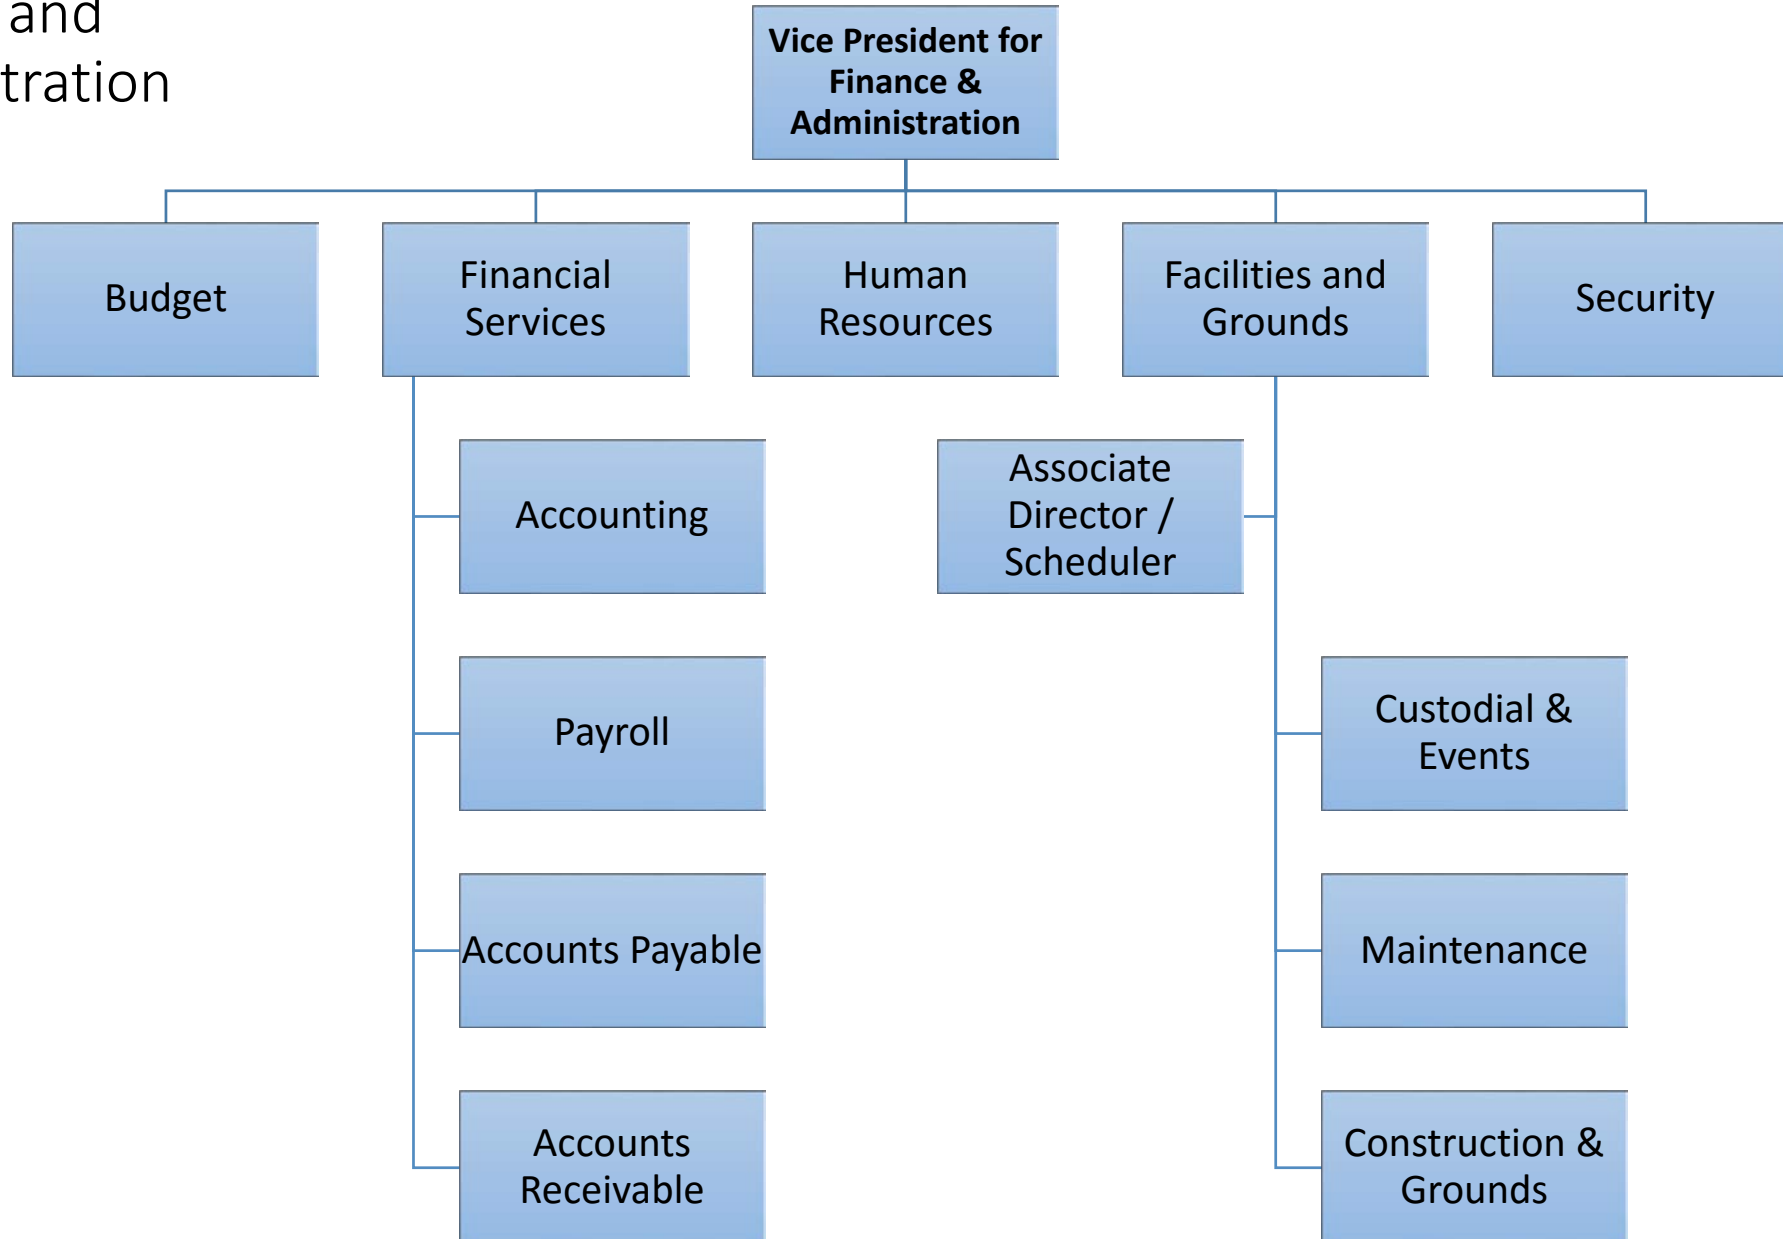 and
tration
Vice President for
Finance &
Administration
Budget
Financial
Services
Human
Resources
Facilities and
Grounds
Security
Accounting
Associate
Director /
Scheduler
Payroll
Custodial &
Events
Accounts Payable
Maintenance
Accounts
Receivable
Construction &
Grounds